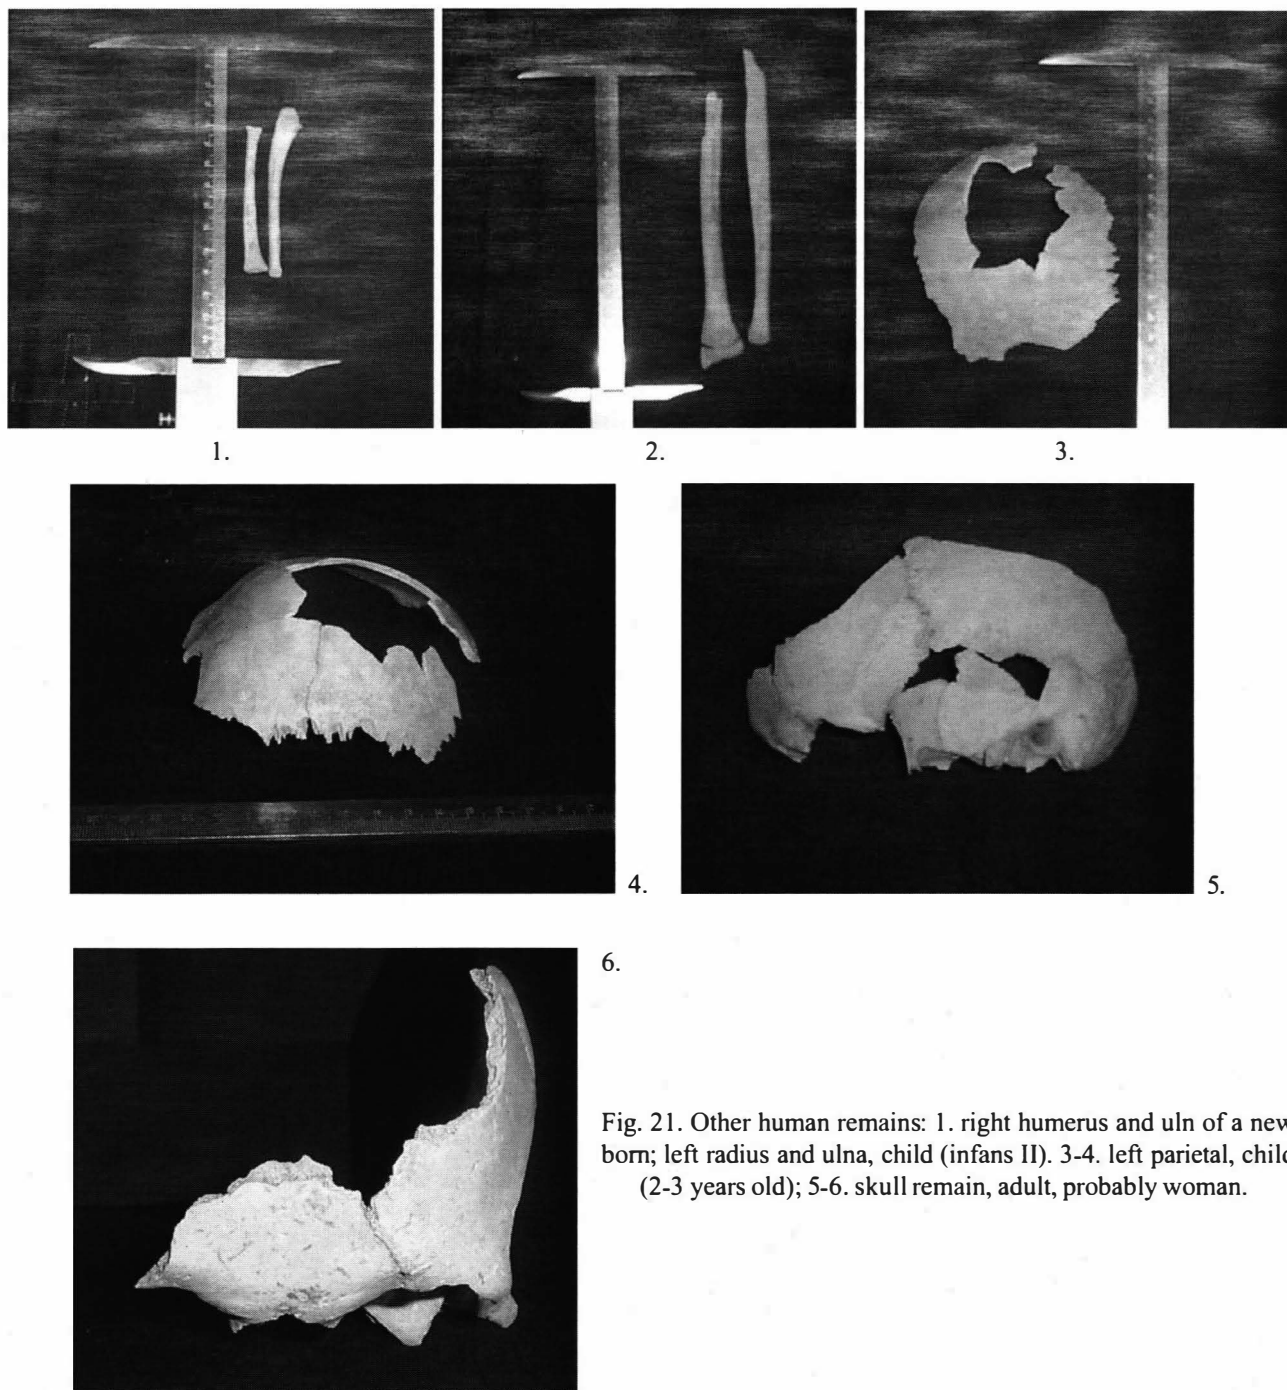 1.
2.
3.
4.
5.
6.
Fig. 21. Other human remains: 1. right humerus and uln of a new
born; left radius and ulna, child (infans II). 3-4. left parietal, child
(2-3 years old); 5-6. skull remain, adult, probably woman.